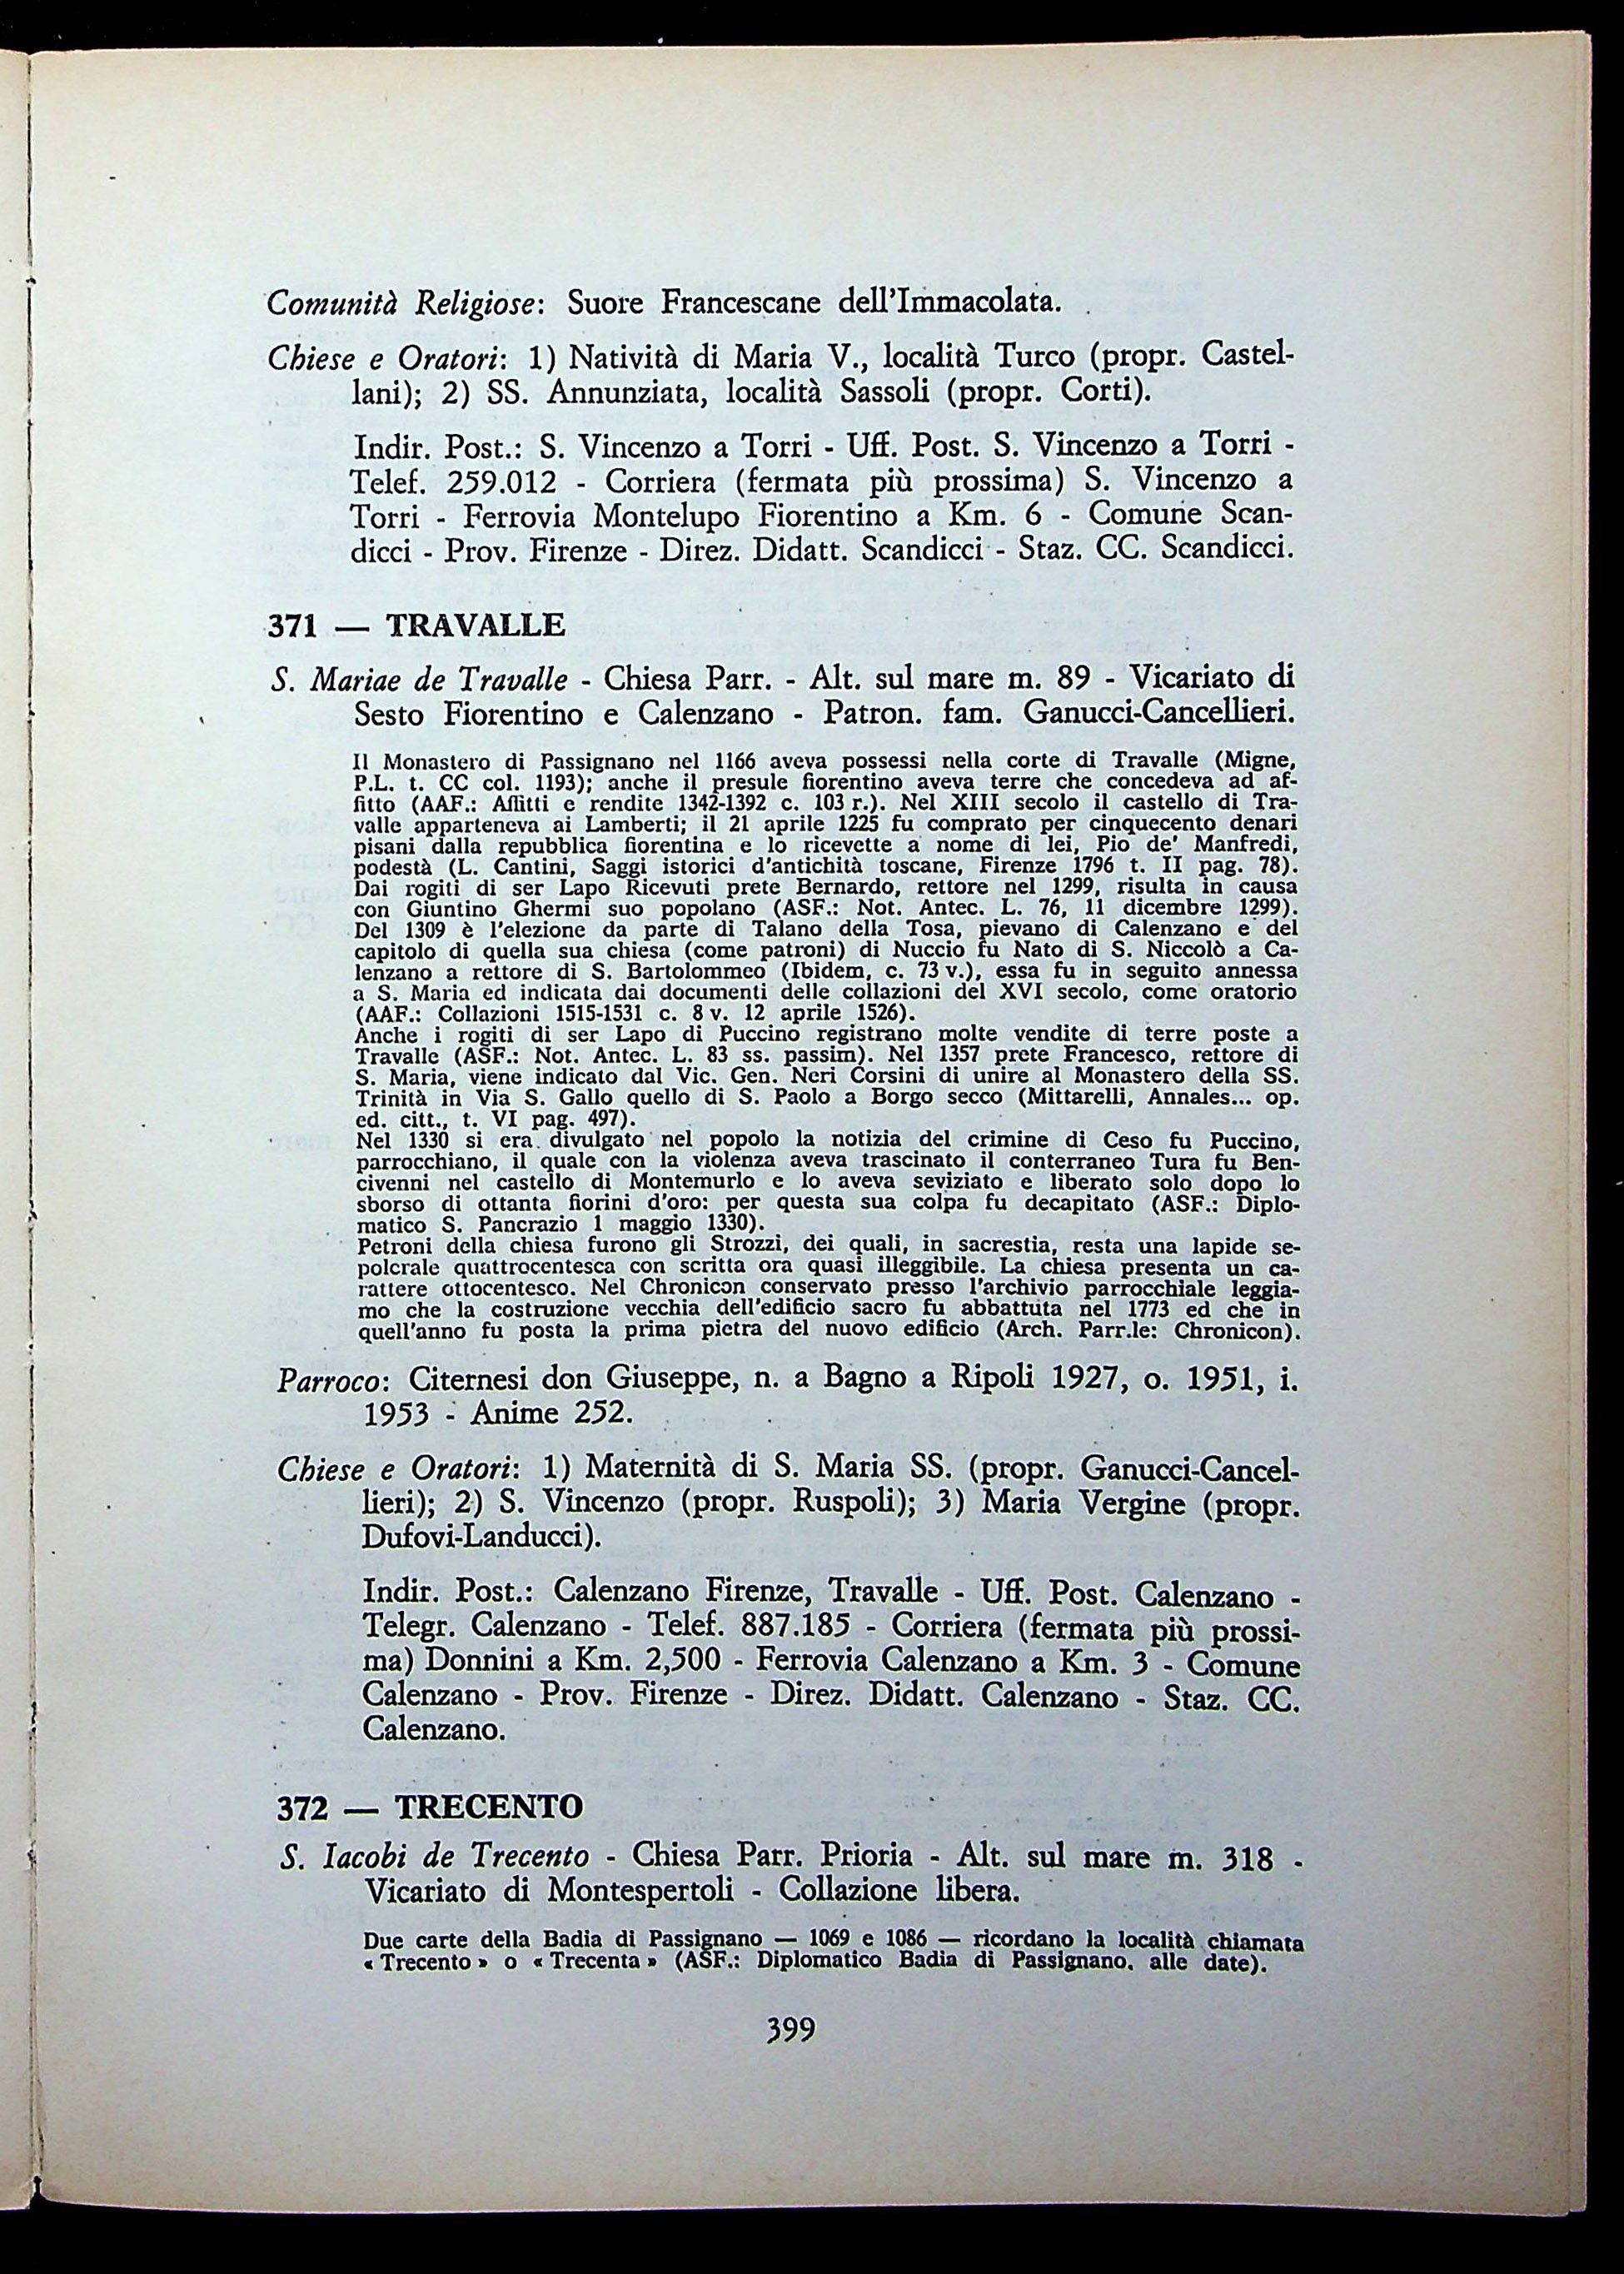 Comunità Religiose: Suore Francescane dell'Immacolata.
Chiese e Oratori: 1) Natività di Maria V., località Turco (propr. Castel-
lani); 2) SS. Annunziata, località Sassoli (propr. Corti).
Indir. Post.: S. Vincenzo a Torri - Uff. Post. S. Vincenzo a Torri -
Telef. 259.012 - Corriera (fermata più prossima) S. Vincenzo a
Torri - Ferrovia Montelupo Fiorentino a Km. 6 - Comune Scan-
dicci - Prov. Firenze - Direz. Didatt. Scandicci - Staz. CC. Scandicci.
371 — TRAVALLE
S. Mariae de Travalle - Chiesa Parr. - Alt. sul mare m. 89 - Vicariato di
Sesto Fiorentino e Calenzano - Patron. fam. Ganucci-Cancellieri.
Il Monastero di Passignano nel 1166 aveva possessi nella corte di Travalle (Migne,
P.L. t. CC col. 1193); anche il presule fiorentino aveva terre che concedeva ad af-
fitto (AAF.: Affitti e rendite 1342-1392 c. 103 r.). Nel XIII secolo il castello di Tra-
valle apparteneva ai Lamberti; il 21 aprile 1225 fu comprato per cinquecento denari
pisani dalla repubblica fiorentina e lo ricevette a nome di lei, Pio de' Manfredi,
podestà (L. Cantini, Saggi istorici d'antichità toscane, Firenze 1796 t. II pag. 78).
Dai rogiti di ser Lapo Ricevuti prete Bernardo, rettore nel 1299, risulta in causa
con Giuntino Ghermi suo popolano (ASF.: Not. Antec. L. 76, 11 dicembre 1299).
Del 1309 è l'elezione da parte di Talano della Tosa, pievano di Calenzano e del
capitolo di quella sua chiesa (come patroni) di Nuccio fu Nato di S. Niccolò a Ca-
lenzano a rettore di S. Bartolommeo (Ibidem, c. 73 v.), essa fu in seguito annessa
a S. Maria ed indicata dai documenti delle collazioni del XVI secolo, come oratorio
(AAF.: Collazioni 1515-1531 c. 8 v. 12 aprile 1526).
Anche i rogiti di ser Lapo di Puccino registrano molte vendite di terre poste a
Travalle (ASF.: Not. Antec. L. 83 ss. passim). Nel 1357 prete Francesco, rettore di
S. Maria, viene indicato dal Vic. Gen. Neri Corsini di unire al Monastero della SS.
Trinità in Via S. Gallo quello di S. Paolo a Borgo secco (Mittarelli, Annales... op.
ed. citt., t. VI pag. 497).
Nel 1330 si era divulgato nel popolo la notizia del crimine di Ceso fu Puccino,
parrocchiano, il quale con la violenza aveva trascinato il conterraneo Tura fu Ben-
civenni nel castello di Montemurlo e lo aveva seviziato e liberato solo dopo lo
sborso di ottanta fiorini d'oro: per questa sua colpa fu decapitato (ASF.: Diplo-
matico S. Pancrazio 1 maggio 1330).
Petroni della chiesa furono gli Strozzi, dei quali, in sacrestia, resta una lapide se-
polcrale quattrocentesca con scritta ora quasi illeggibile. La chiesa presenta un ca-
rattere ottocentesco. Nel Chronicon conservato presso l'archivio parrocchiale leggia-
mo che la costruzione vecchia dell'edificio sacro fu abbattuta nel 1773 ed che in
quell'anno fu posta la prima pietra del nuovo edificio (Arch. Parr.le: Chronicon).
Parroco: Citernesi don Giuseppe, n. a Bagno a Ripoli 1927, o. 1951, i.
1953 - Anime 252.
Chiese e Oratori: 1) Maternità di S. Maria SS. (propr. Ganucci-Cancel-
lieri); 2) S. Vincenzo (propr. Ruspoli); 3) Maria Vergine (propr.
Dufovi-Landucci).
Indir. Post.: Calenzano Firenze, Travalle - Uff. Post. Calenzano -
Telegr. Calenzano - Telef. 887.185 - Corriera (fermata più prossi-
ma) Donnini a Km. 2,500 - Ferrovia Calenzano a Km. 3 - Comune
Calenzano - Prov. Firenze - Direz. Didatt. Calenzano - Staz. CC.
Calenzano.
372 — TRECENTO
S. Iacobi de Trecento - Chiesa Parr. Prioria - Alt. sul mare m. 318 -
Vicariato di Montespertoli - Collazione libera.
Due carte della Badia di Passignano — 1069 e 1086 — ricordano la località chiamata
« Trecento » o « Trecenta » (ASF.: Diplomatico Badia di Passignano, alle date).
399